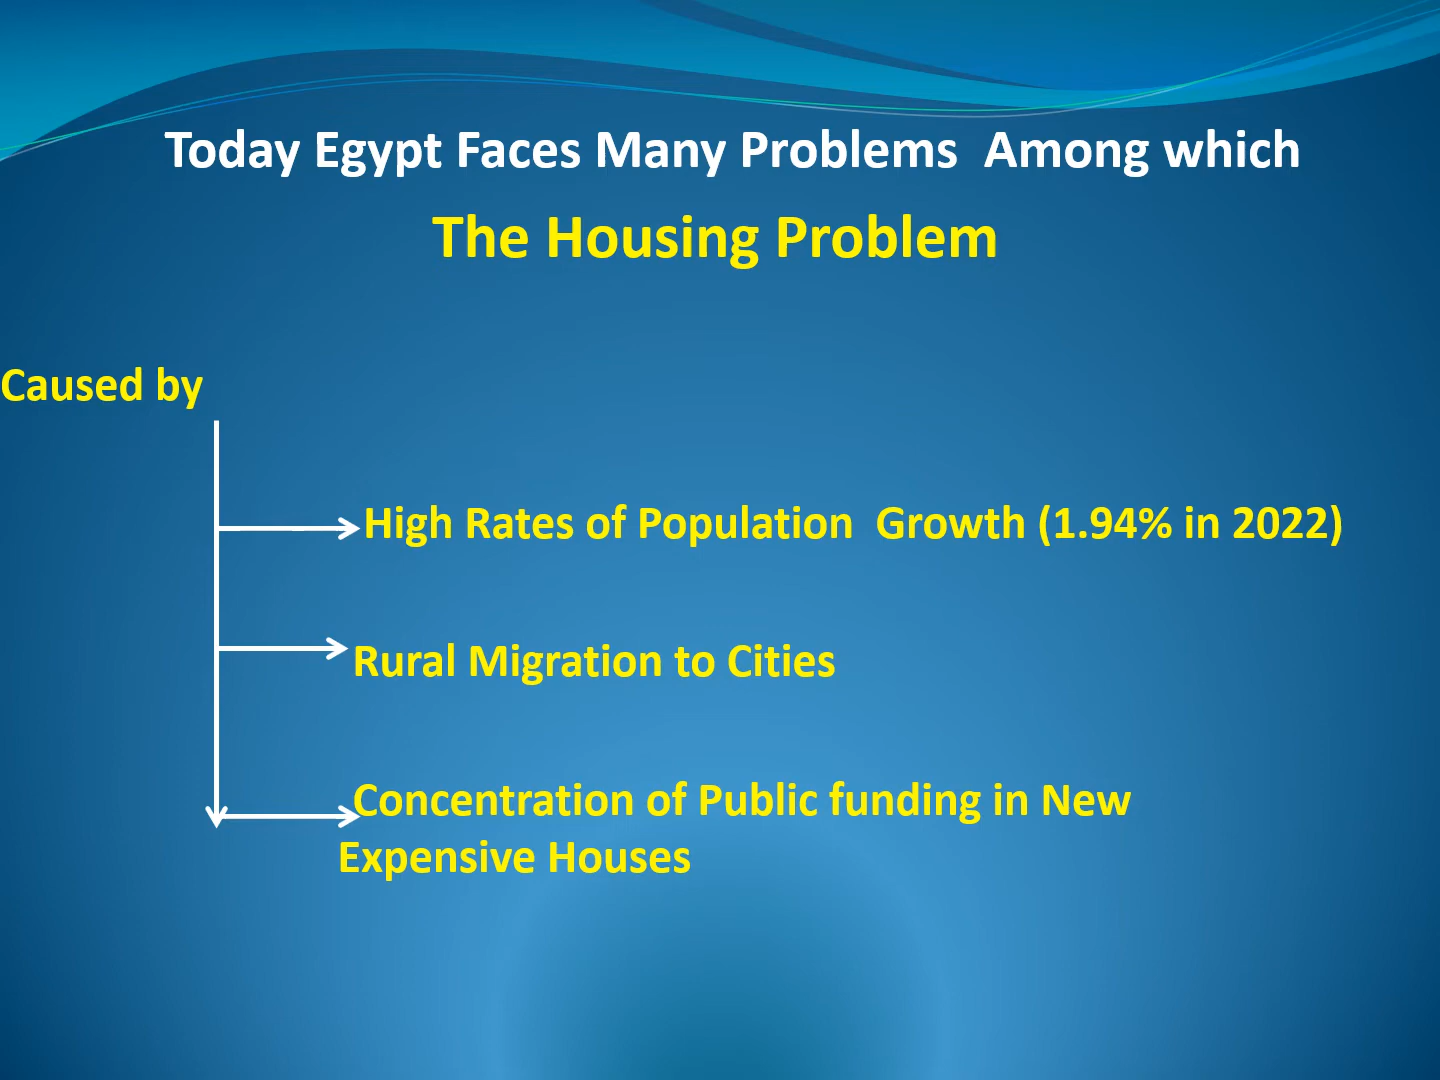 Today Egypt Faces Many Problems  Among which
The Housing Problem
Caused by
High Rates of Population  Growth (1.94% in 2022)
Rural Migration to Cities
Concentration of Public funding in New
Expensive Houses